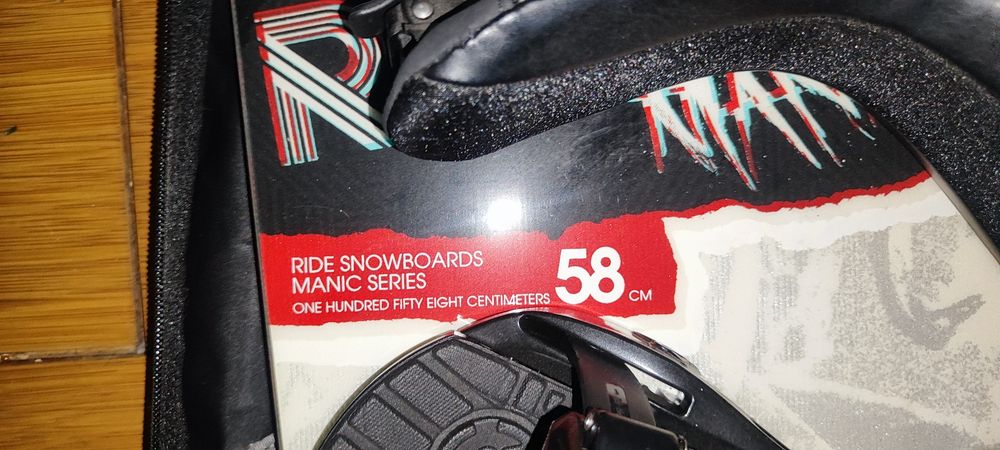 R
RIDE SNOWBOARDS
MANIC SERIES
ONE HUNDRED FIFTY EIGHT CENTIMETERS
58 CM